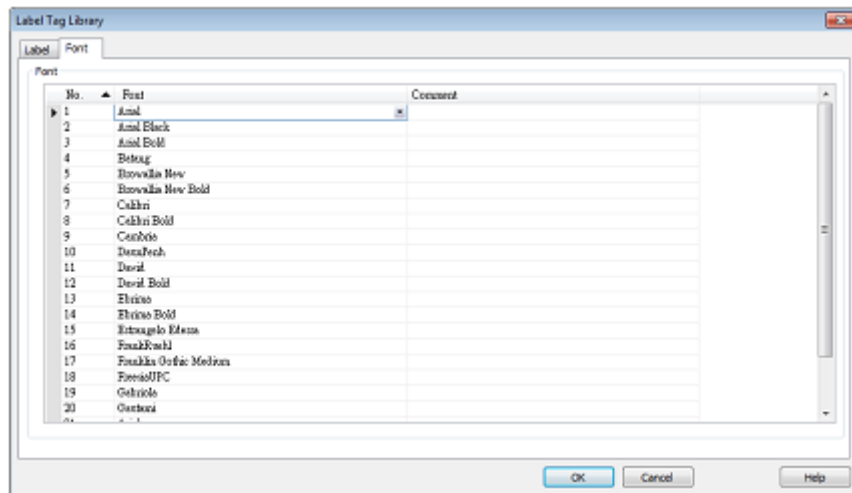 Label Tag Library
Label Font
Font
No. Font Comment
1 Arial
2 Arial Black
3 Arial Bold
4 Batang
5 Browallia New
6 Browallia New Bold
7 Calibri
8 Calibri Bold
9 Cambria
10 DaunPenh
11 David
12 David Bold
13 Ebrima
14 Ebrima Bold
15 Estrangelo Edessa
16 FrankRuehl
17 Franklin Gothic Medium
18 FreesiaUPC
19 Gabriola
20 Gautami
OK Cancel Help